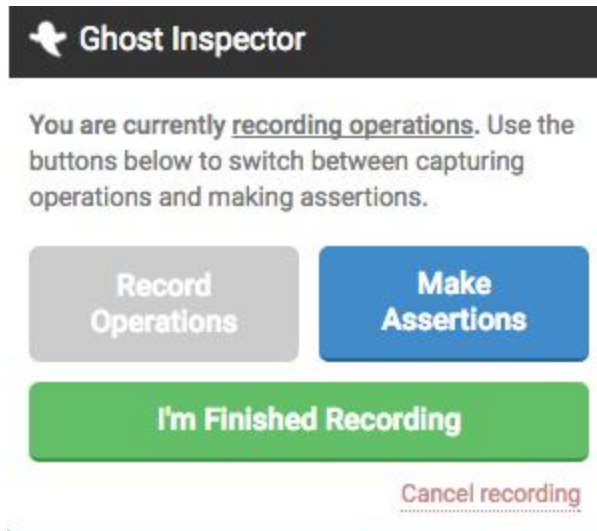 Ghost Inspector
You are currently recording operations. Use the
buttons below to switch between capturing
operations and making assertions.
Record
Operations
Make
Assertions
I'm Finished Recording
Cancel recording